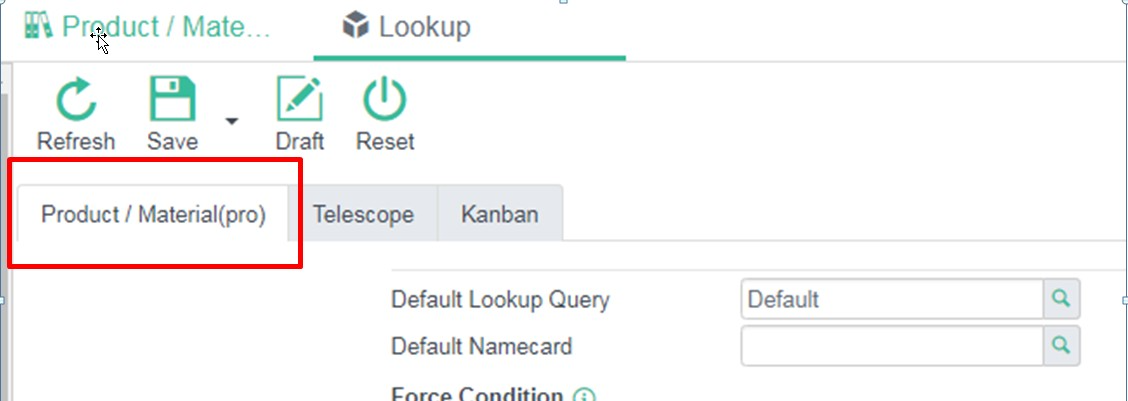 Product / Mate...
Lookup
Refresh
Save
Draft
Reset
Product / Material(pro)
Telescope
Kanban
Default Lookup Query
Default
Default Namecard
Force Condition